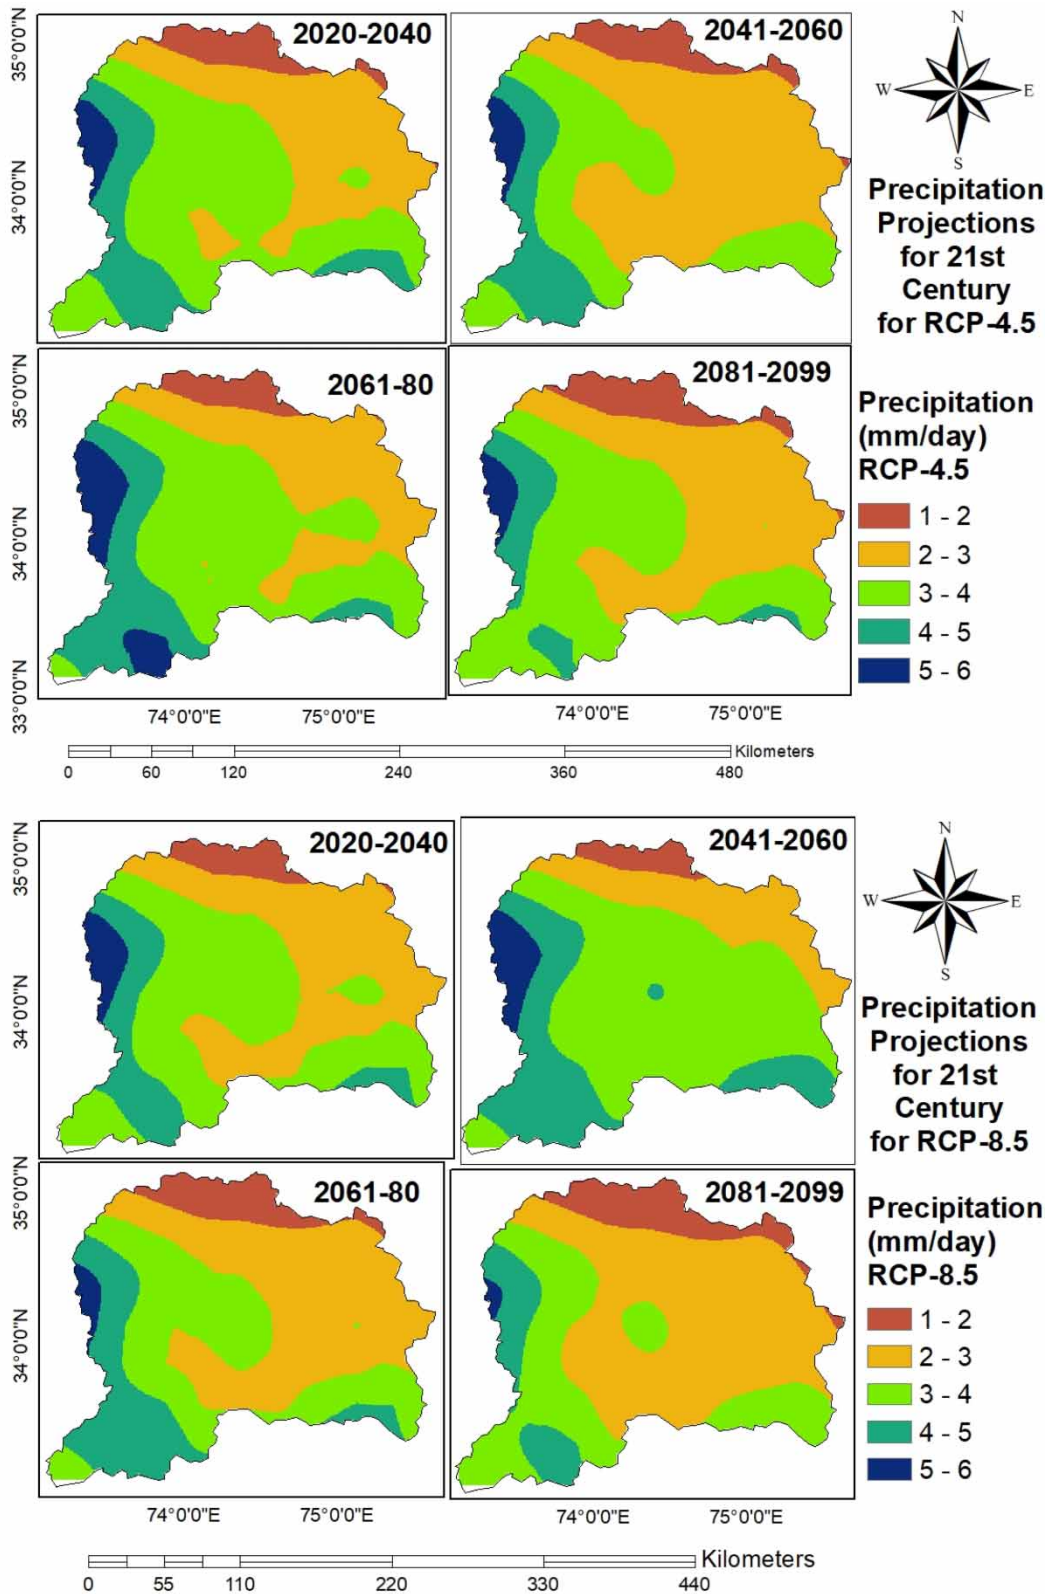 2020-2040
2041-2060
N
W
E
S
35°0'0"N
34°0'0"N
Precipitation
Projections
for 21st
Century
for RCP-4.5
2061-80
2081-2099
35°0'0"N
34°0'0"N
33°0'0"N
Precipitation
(mm/day)
RCP-4.5
1 - 2
2 - 3
3 - 4
4 - 5
5 - 6
74°0'0"E
75°0'0"E
74°0'0"E
75°0'0"E
Kilometers
0 60 120 240 360 480
2020-2040
2041-2060
N
W
E
S
35°0'0"N
34°0'0"N
Precipitation
Projections
for 21st
Century
for RCP-8.5
2061-80
2081-2099
35°0'0"N
34°0'0"N
Precipitation
(mm/day)
RCP-8.5
1 - 2
2 - 3
3 - 4
4 - 5
5 - 6
74°0'0"E
75°0'0"E
74°0'0"E
75°0'0"E
Kilometers
0 55 110 220 330 440